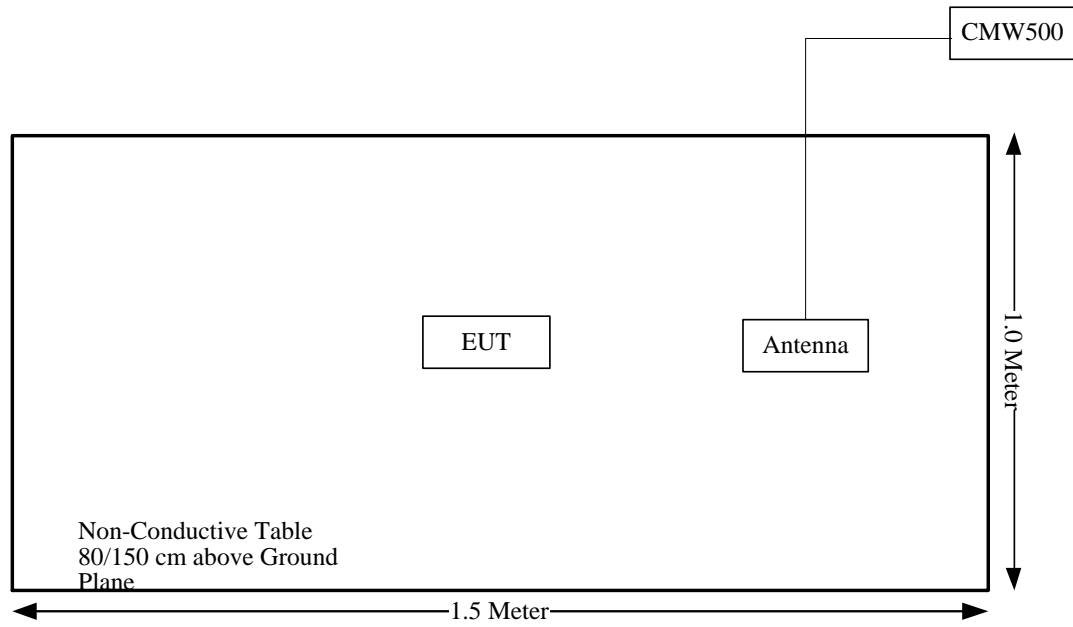 CMW500
EUT
Antenna
1.0 Meter
Non-Conductive Table
80/150 cm above Ground
Plane
1.5 Meter